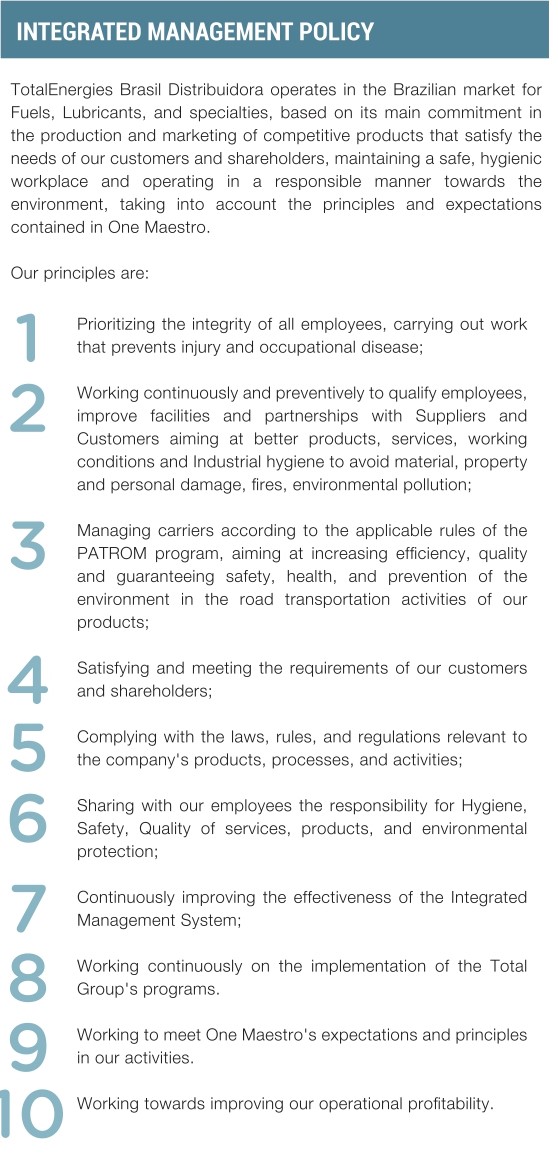 INTEGRATED MANAGEMENT POLICY
TotalEnergies Brasil Distribuidora operates in the Brazilian market for
Fuels, Lubricants, and specialties, based on its main commitment in
the production and marketing of competitive products that satisfy the
needs of our customers and shareholders, maintaining a safe, hygienic
workplace and operating in a responsible manner towards the
environment, taking into account the principles and expectations
contained in One Maestro.
Our principles are:
1
Prioritizing the integrity of all employees, carrying out work
that prevents injury and occupational disease;
2
Working continuously and preventively to qualify employees,
improve facilities and partnerships with Suppliers and
Customers aiming at better products, services, working
conditions and Industrial hygiene to avoid material, property
and personal damage, fires, environmental pollution;
3
Managing carriers according to the applicable rules of the
PATROM program, aiming at increasing efficiency, quality
and guaranteeing safety, health, and prevention of the
environment in the road transportation activities of our
products;
4
Satisfying and meeting the requirements of our customers
and shareholders;
5
Complying with the laws, rules, and regulations relevant to
the company's products, processes, and activities;
6
Sharing with our employees the responsibility for Hygiene,
Safety, Quality of services, products, and environmental
protection;
7
Continuously improving the effectiveness of the Integrated
Management System;
8
Working continuously on the implementation of the Total
Group's programs.
9
Working to meet One Maestro's expectations and principles
in our activities.
10
Working towards improving our operational profitability.